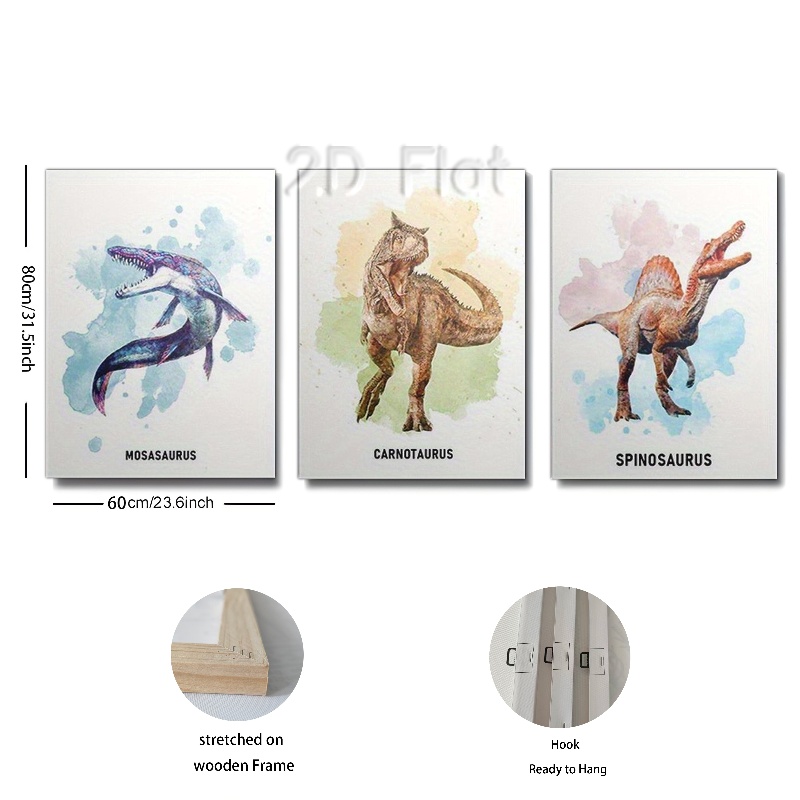 2D Flat
80cm/31.5inch
MOSASAURUS
CARNOTAURUS
SPINOSAURUS
60cm/23.6inch
stretched on
wooden Frame
Hook
Ready to Hang